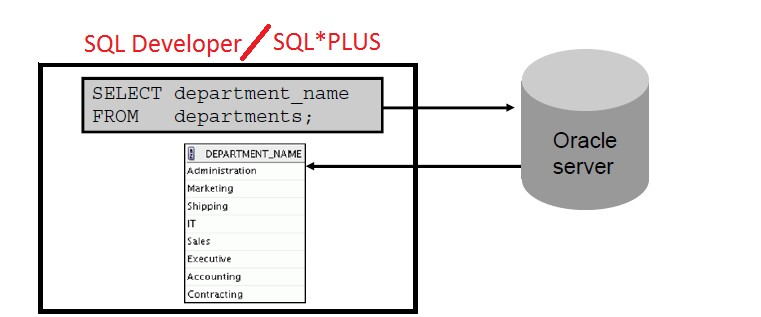 SQL Developer/SQL*PLUS
SELECT department_name
FROM departments;
DEPARTMENT_NAME
Administration
Marketing
Shipping
IT
Sales
Executive
Accounting
Contracting
Oracle
server